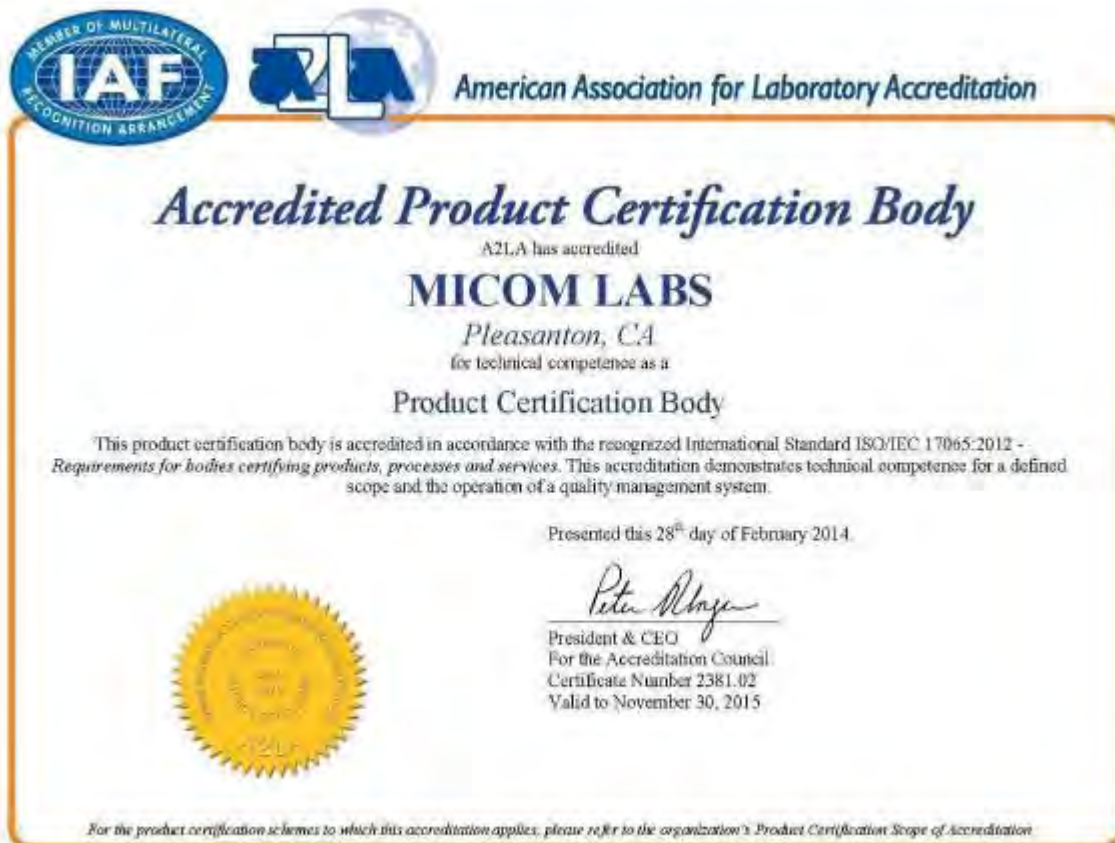 MEMBER OF MULTILATERAL
IAF
RECOGNITION ARRANGEMENT
A2LA
American Association for Laboratory Accreditation
Accredited Product Certification Body
A2LA has accredited
MICOM LABS
Pleasanton, CA
for technical competence as a
Product Certification Body
This product certification body is accredited in accordance with the recognized International Standard ISO/IEC 17065:2012 -
Requirements for bodies certifying products, processes and services. This accreditation demonstrates technical competence for a defined
scope and the operation of a quality management system.
Presented this 28th day of February 2014.
Peter
President & CEO
For the Accreditation Council
Certificate Number 2381.02
Valid to November 30, 2015
A2LA
For the product certification schemes to which this accreditation applies, please refer to the organization's Product Certification Scope of Accreditation